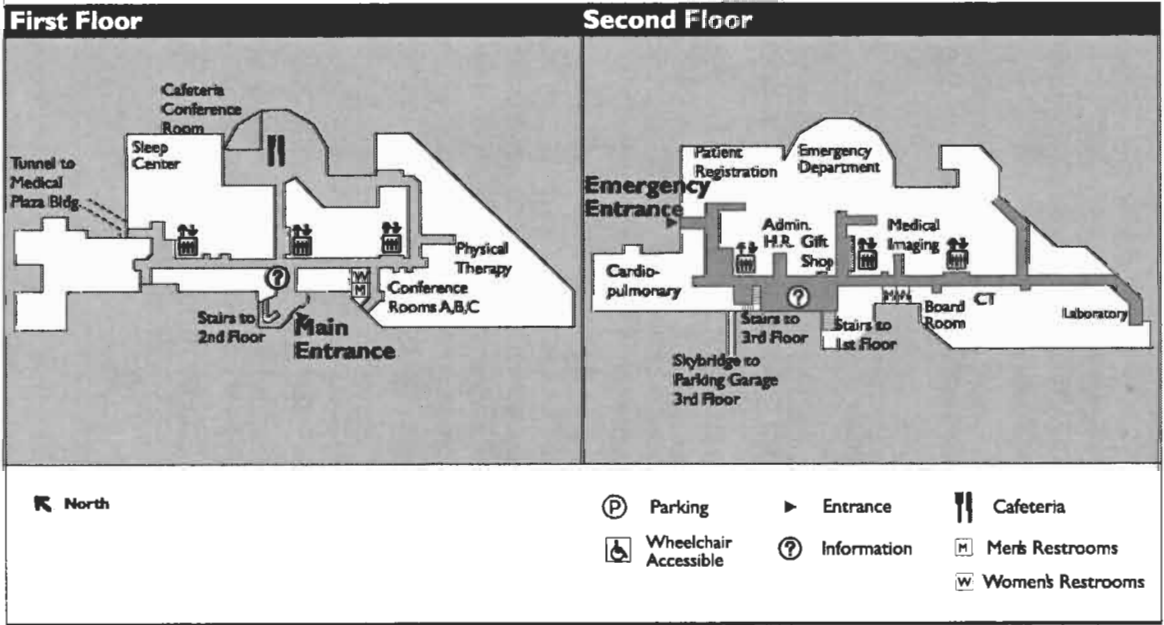 First Floor
Cafeteria
Conference
Room
Sleep
Center
Tunnel to
Medical
Plaza Bldg.
Physical
Therapy
?
W
M
Conference
Rooms A,B/C
Stairs to
2nd Floor
Main
Entrance
Second Floor
Patient
Registration
Emergency
Department
Emergency
Entrance
Admin.
H.R.
Gift
Shop
Medical
Imaging
Cardio-
pulmonary
?
M
W
CT
Board
Room
Laboratory
Stairs to
3rd Floor
Stairs to
1st Floor
Skybridge to
Parking Garage
3rd Floor
North
P Parking
Entrance
Cafeteria
Wheelchair
Accessible
? Information
M Men's Restrooms
W Women's Restrooms